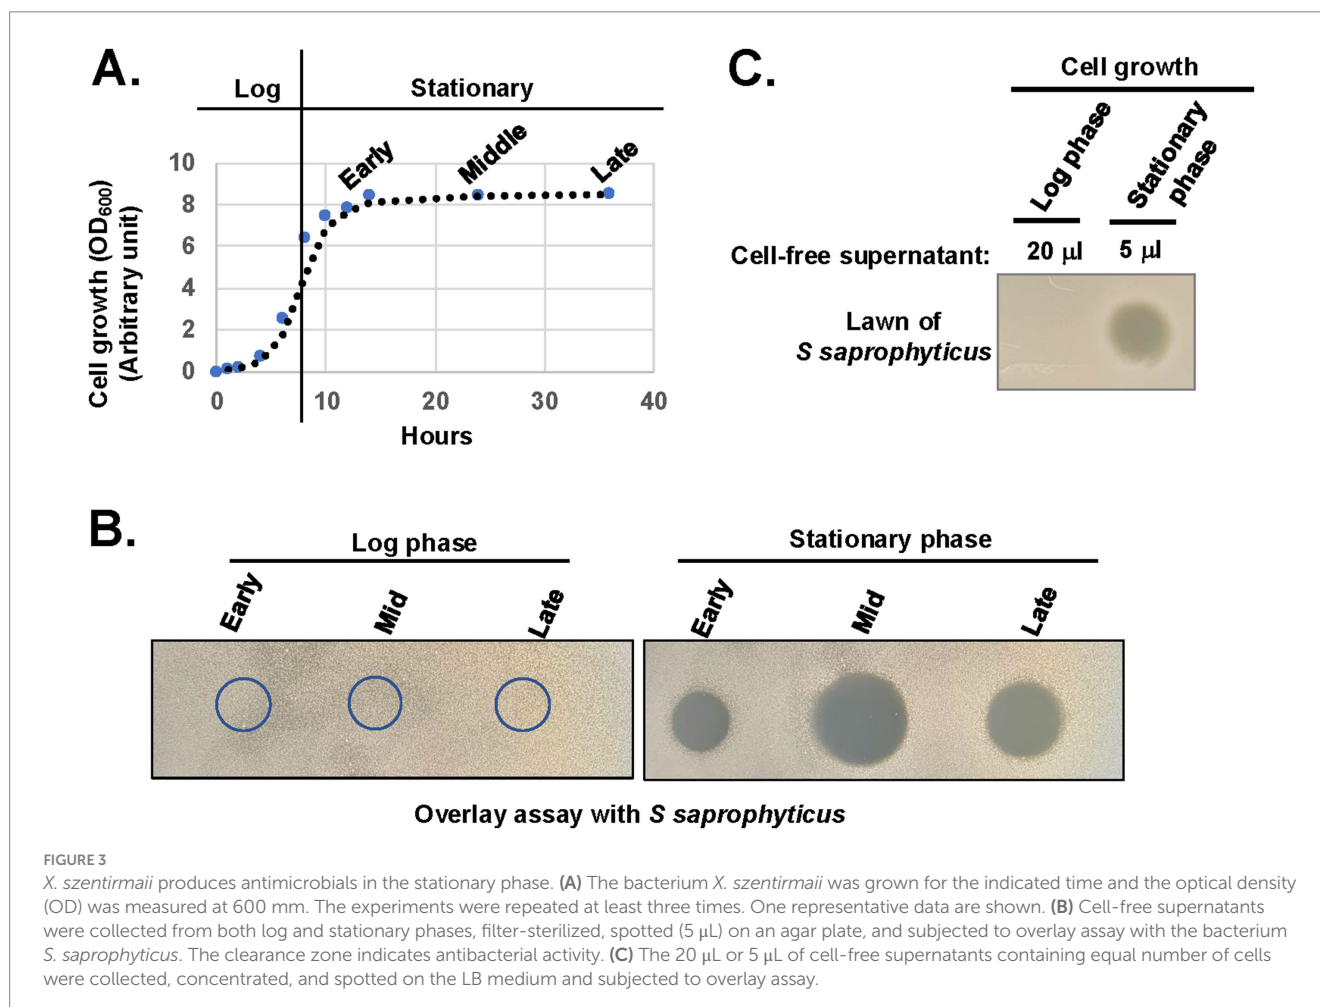 A.
Log
Stationary
Early
Middle
Late
10
8
6
4
2
0
Cell growth (OD600)
(Arbitrary unit)
0 10 20 30 40
Hours
C.
Cell growth
Log phase
Stationary
phase
Cell-free supernatant: 20 µl 5 µl
Lawn of
S saprophyticus
B.
Log phase
Early Mid Late
Stationary phase
Early Mid Late
Overlay assay with S saprophyticus
FIGURE 3
X. szentirmaii produces antimicrobials in the stationary phase. (A) The bacterium X. szentirmaii was grown for the indicated time and the optical density
(OD) was measured at 600 mm. The experiments were repeated at least three times. One representative data are shown. (B) Cell-free supernatants
were collected from both log and stationary phases, filter-sterilized, spotted (5 µL) on an agar plate, and subjected to overlay assay with the bacterium
S. saprophyticus. The clearance zone indicates antibacterial activity. (C) The 20 µL or 5 µL of cell-free supernatants containing equal number of cells
were collected, concentrated, and spotted on the LB medium and subjected to overlay assay.